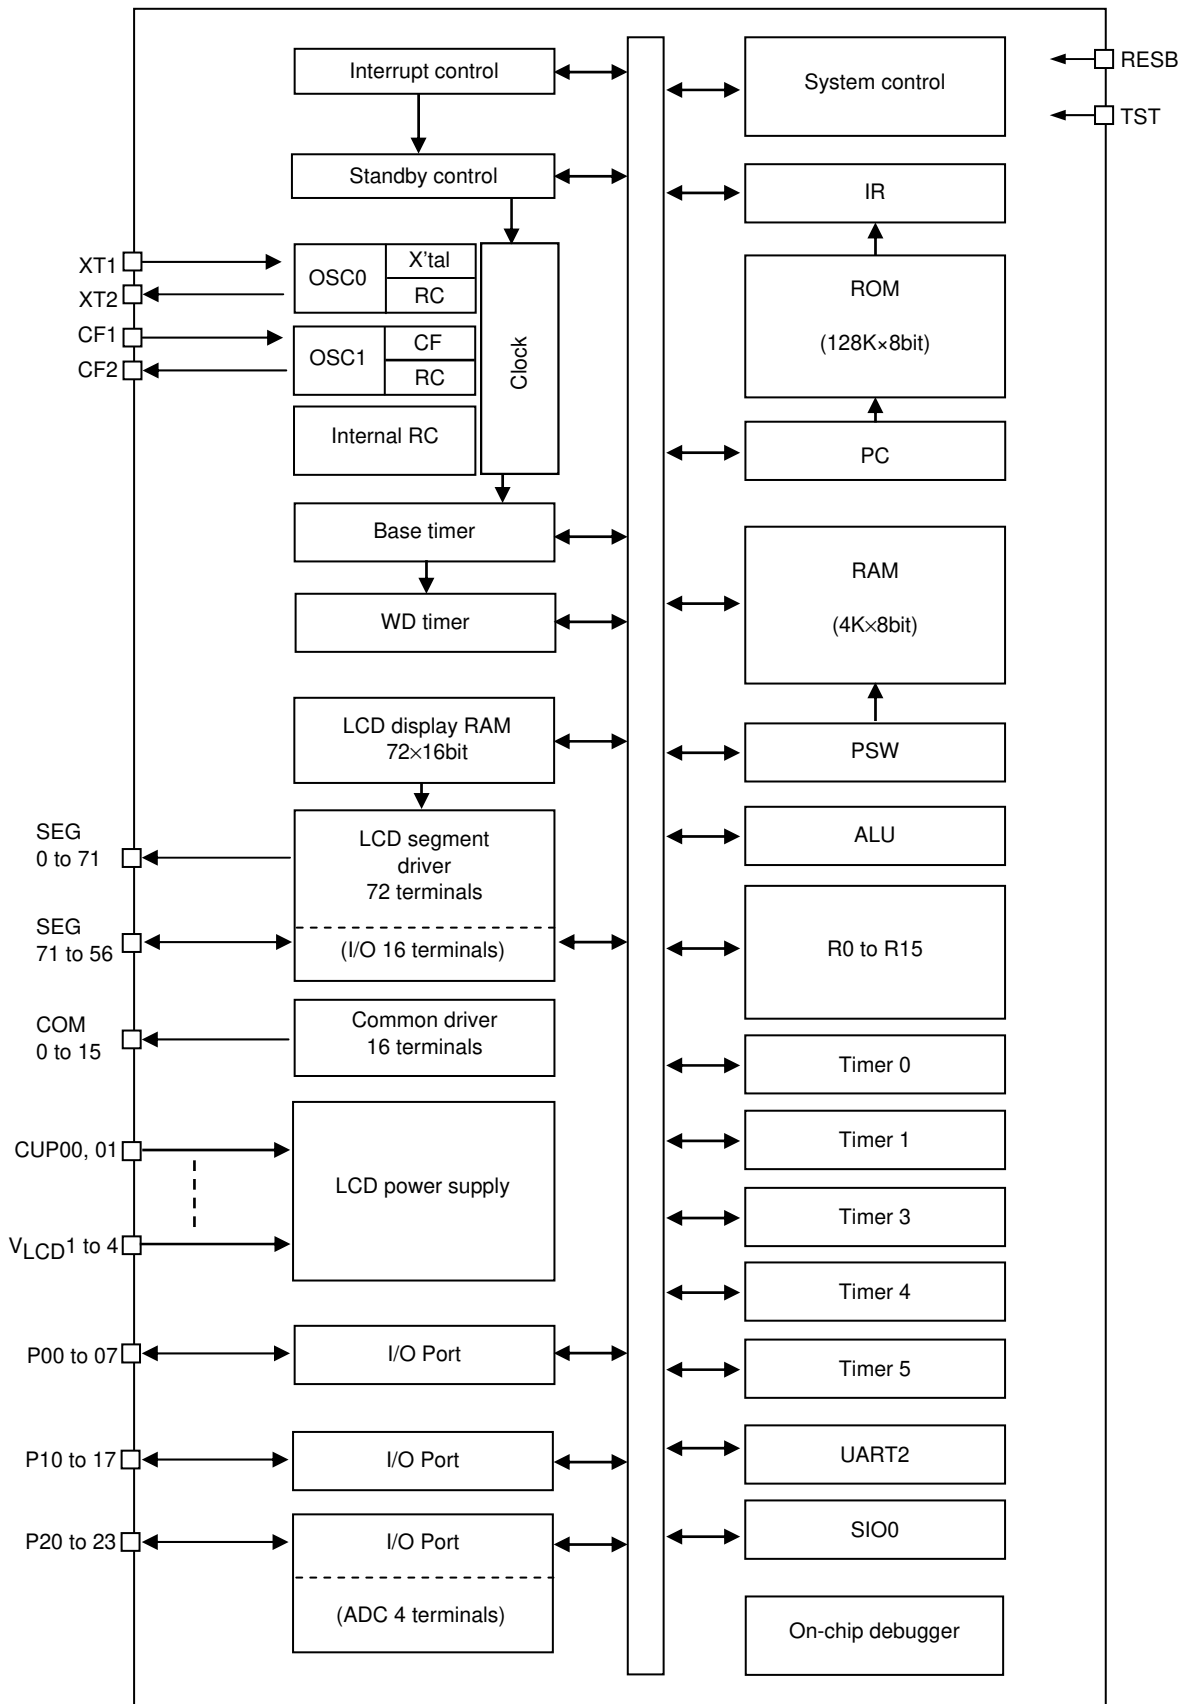 Interrupt control
System control
RESB
TST
Standby control
IR
XT1
XT2
CF1
CF2
OSC0
X'tal
RC
OSC1
CF
RC
Clock
Internal RC
ROM
(128K×8bit)
PC
Base timer
WD timer
RAM
(4K×8bit)
LCD display RAM
72×16bit
PSW
SEG
0 to 71
LCD segment
driver
72 terminals
ALU
SEG
71 to 56
(I/O 16 terminals)
R0 to R15
COM
0 to 15
Common driver
16 terminals
Timer 0
CUP00, 01
Timer 1
LCD power supply
Timer 3
VLCD1 to 4
Timer 4
P00 to 07
I/O Port
Timer 5
P10 to 17
I/O Port
UART2
P20 to 23
I/O Port
SIO0
(ADC 4 terminals)
On-chip debugger